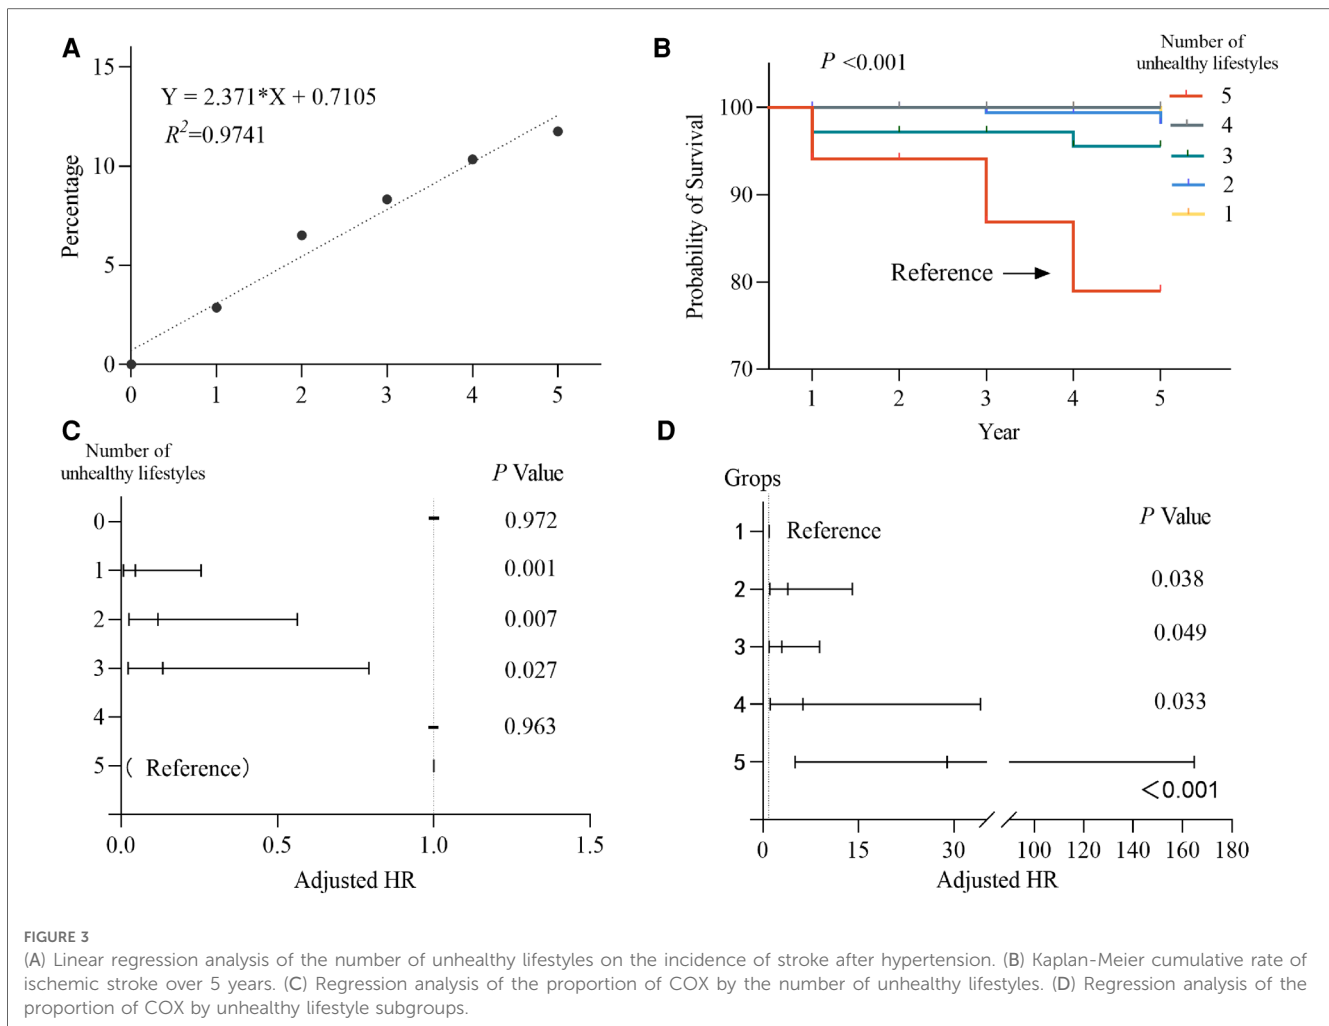 A
15
Y = 2.371*X + 0.7105
R²=0.9741
10
Percentage
5
0
0 1 2 3 4 5
B
P <0.001
Number of
unhealthy lifestyles
5
4
3
2
1
100
90
80
70
Probability of Survival
Reference
1 2 3 4 5
Year
C
Number of
unhealthy lifestyles
P Value
0 0.972
1 0.001
2 0.007
3 0.027
4 0.963
5 ( Reference)
0.0 0.5 1.0 1.5
Adjusted HR
D
Grops
P Value
1 Reference
2 0.038
3 0.049
4 0.033
5
<0.001
0 15 30 100 120 140 160 180
Adjusted HR
FIGURE 3
(A) Linear regression analysis of the number of unhealthy lifestyles on the incidence of stroke after hypertension. (B) Kaplan-Meier cumulative rate of
ischemic stroke over 5 years. (C) Regression analysis of the proportion of COX by the number of unhealthy lifestyles. (D) Regression analysis of the
proportion of COX by unhealthy lifestyle subgroups.